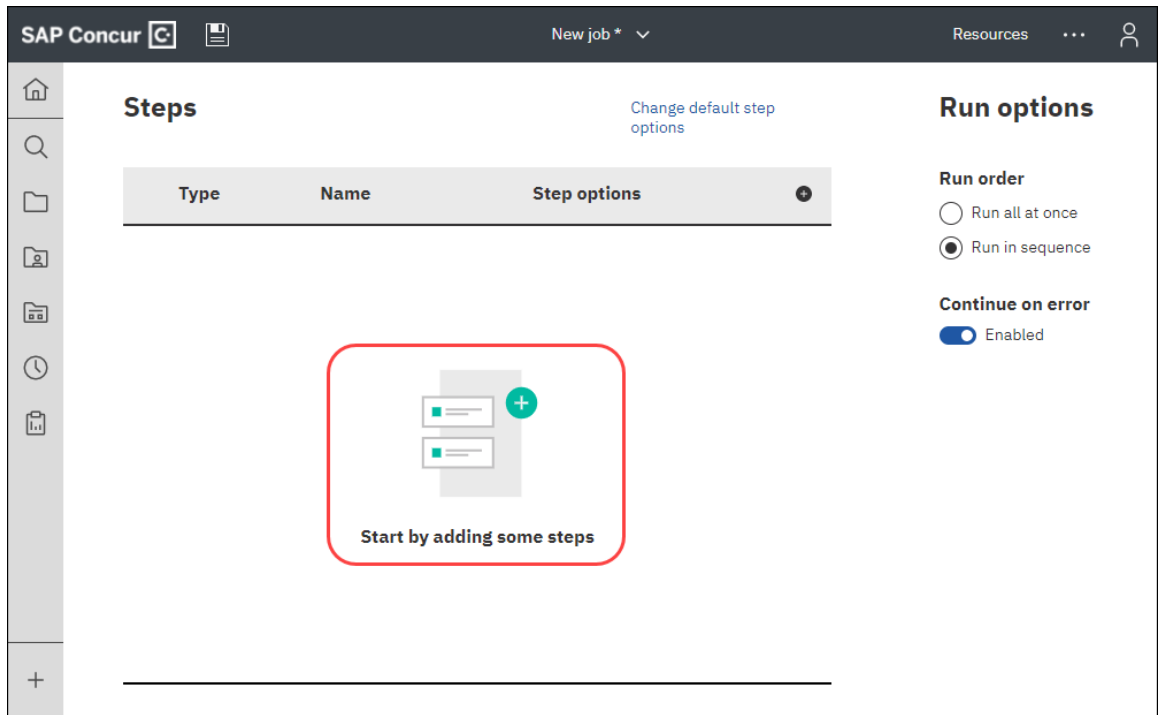 SAP Concur C New job * Resources ...
Steps
Change default step
options
Type Name Step options
Start by adding some steps
Run options
Run order
Run all at once
Run in sequence
Continue on error
Enabled